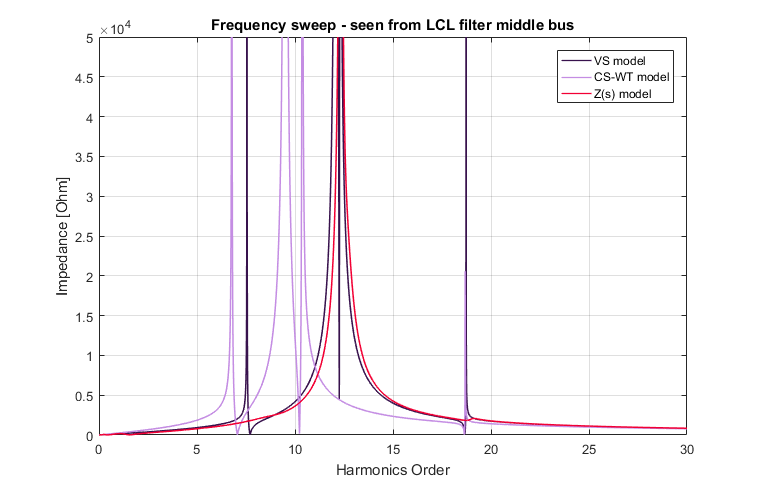 Frequency sweep - seen from LCL filter middle bus
×10⁴
5
4.5
4
3.5
3
2.5
2
1.5
1
0.5
0
Impedance [Ohm]
VS model
CS-WT model
Z(s) model
0 5 10 15 20 25 30
Harmonics Order